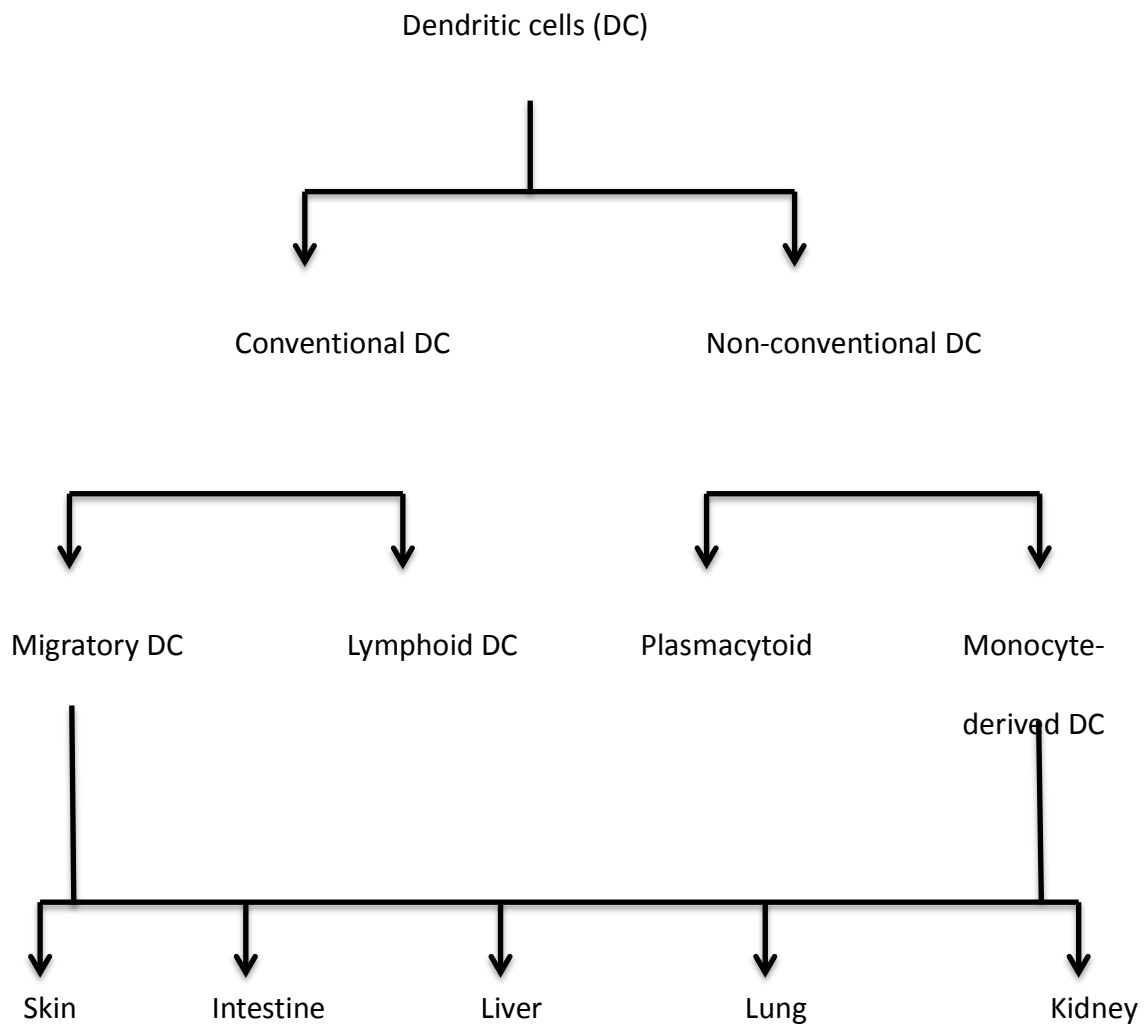 Dendritic cells (DC)
Conventional DC
Non-conventional DC
Migratory DC
Lymphoid DC
Plasmacytoid
Monocyte-
derived DC
Skin
Intestine
Liver
Lung
Kidney